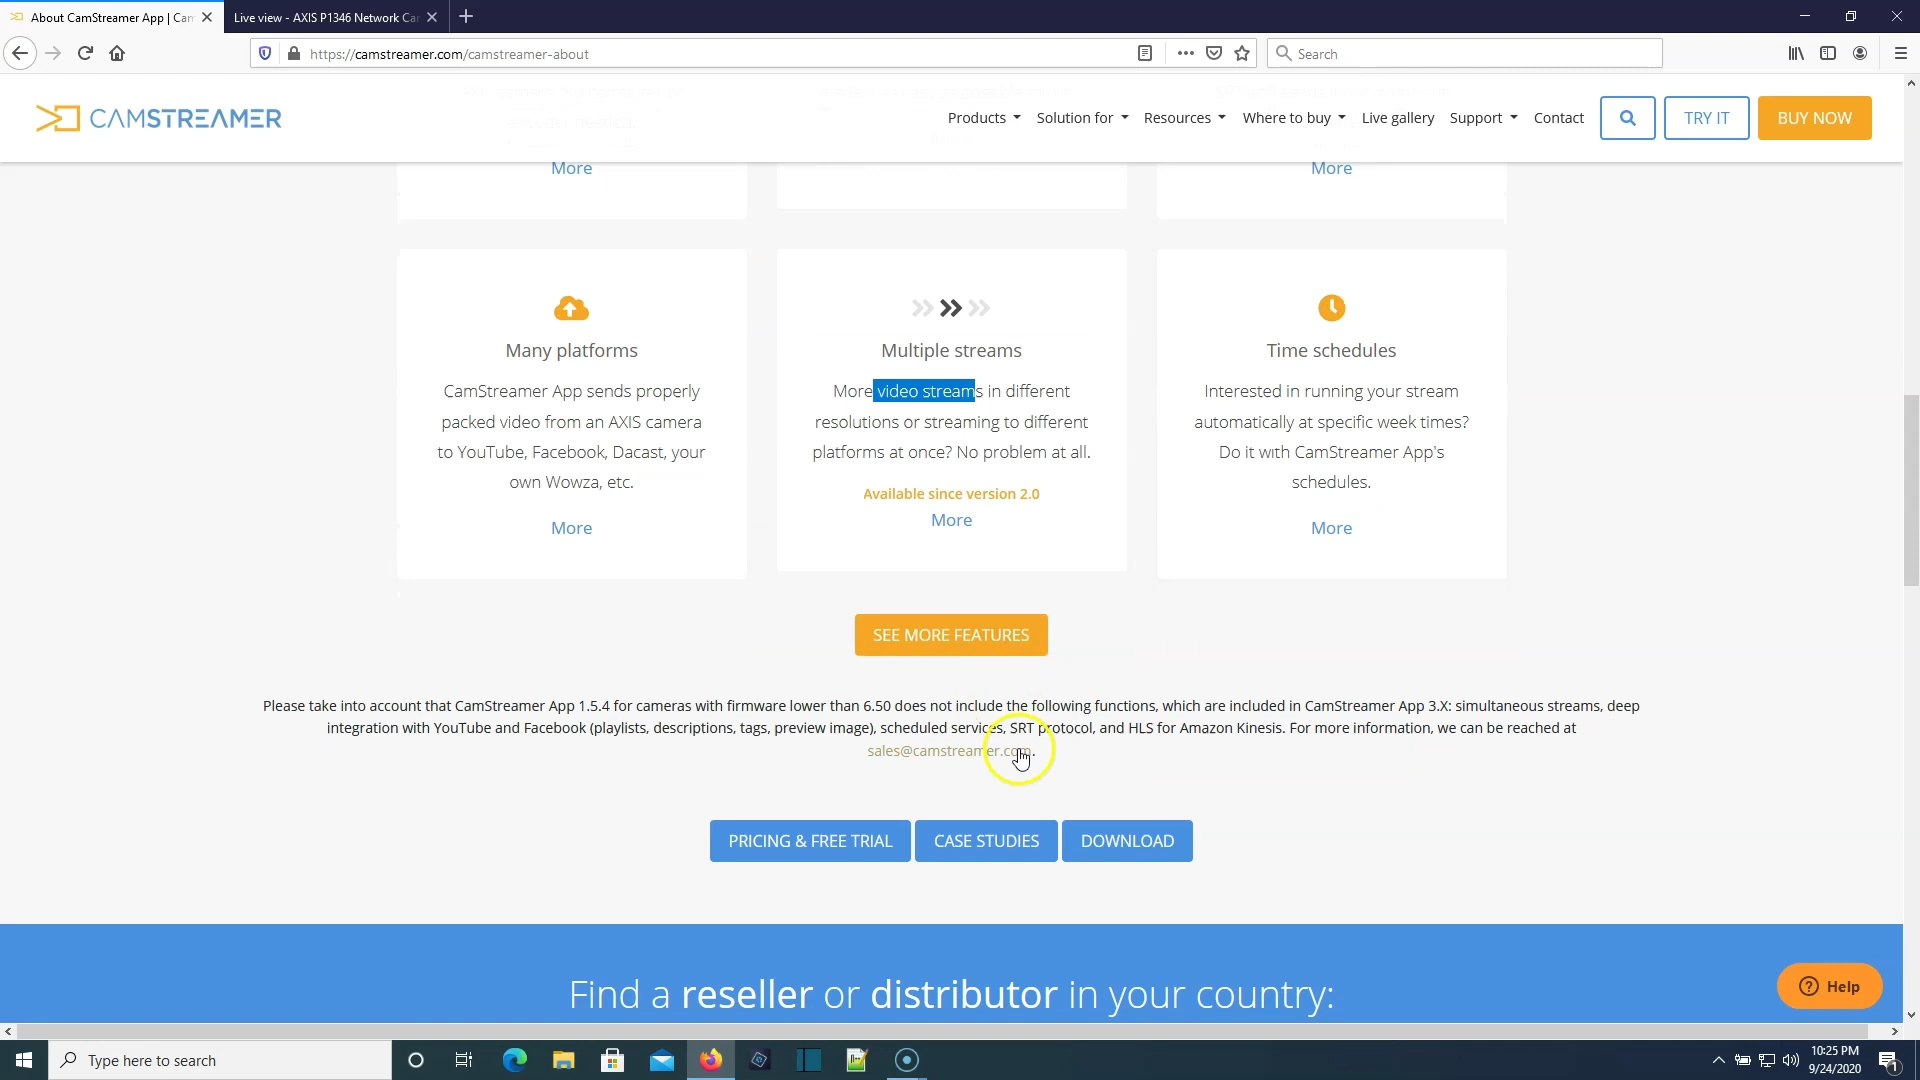 About CamStreamer App | Cam
Live view - AXIS P1346 Network Ca
https://camstreamer.com/camstreamer-about
Search
CAMSTREAMER
Products
Solution for
Resources
Where to buy
Live gallery
Support
Contact
TRY IT
BUY NOW
More
More
Many platforms
CamStreamer App sends properly
packed video from an AXIS camera
to YouTube, Facebook, Dacast, your
own Wowza, etc.
More
Multiple streams
More video streams in different
resolutions or streaming to different
platforms at once? No problem at all.
Available since version 2.0
More
Time schedules
Interested in running your stream
automatically at specific week times?
Do it with CamStreamer App's
schedules.
More
SEE MORE FEATURES
Please take into account that CamStreamer App 1.5.4 for cameras with firmware lower than 6.50 does not include the following functions, which are included in CamStreamer App 3.X: simultaneous streams, deep
integration with YouTube and Facebook (playlists, descriptions, tags, preview image), scheduled services, SRT protocol, and HLS for Amazon Kinesis. For more information, we can be reached at
sales@camstreamer.com.
PRICING & FREE TRIAL
CASE STUDIES
DOWNLOAD
Find a reseller or distributor in your country:
Help
Type here to search
10:25 PM
9/24/2020
1